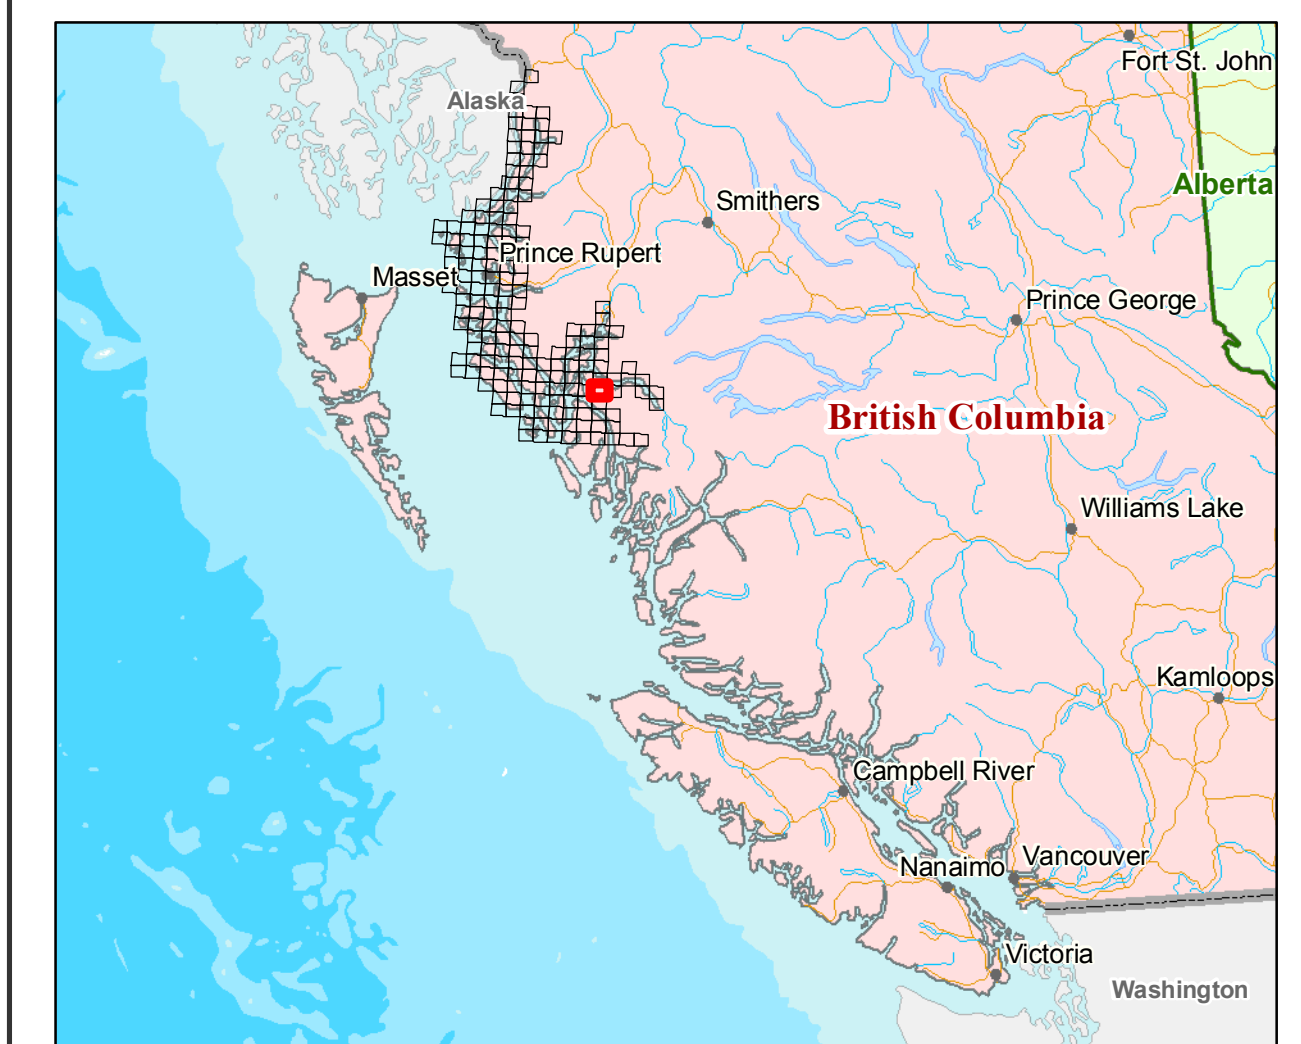 Fort St. John
Alaska
Alberta
Smithers
Prince Rupert
Masset
Prince George
British Columbia
Williams Lake
Kamloops
Campbell River
Vancouver
Nanaimo
Victoria
Washington